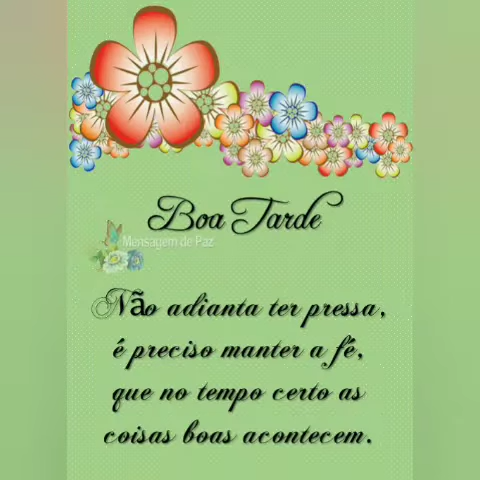 Boa Tarde
Mensagem de Paz
Não adianta ter pressa,
é preciso manter a fé,
que no tempo certo as
coisas boas acontecem.